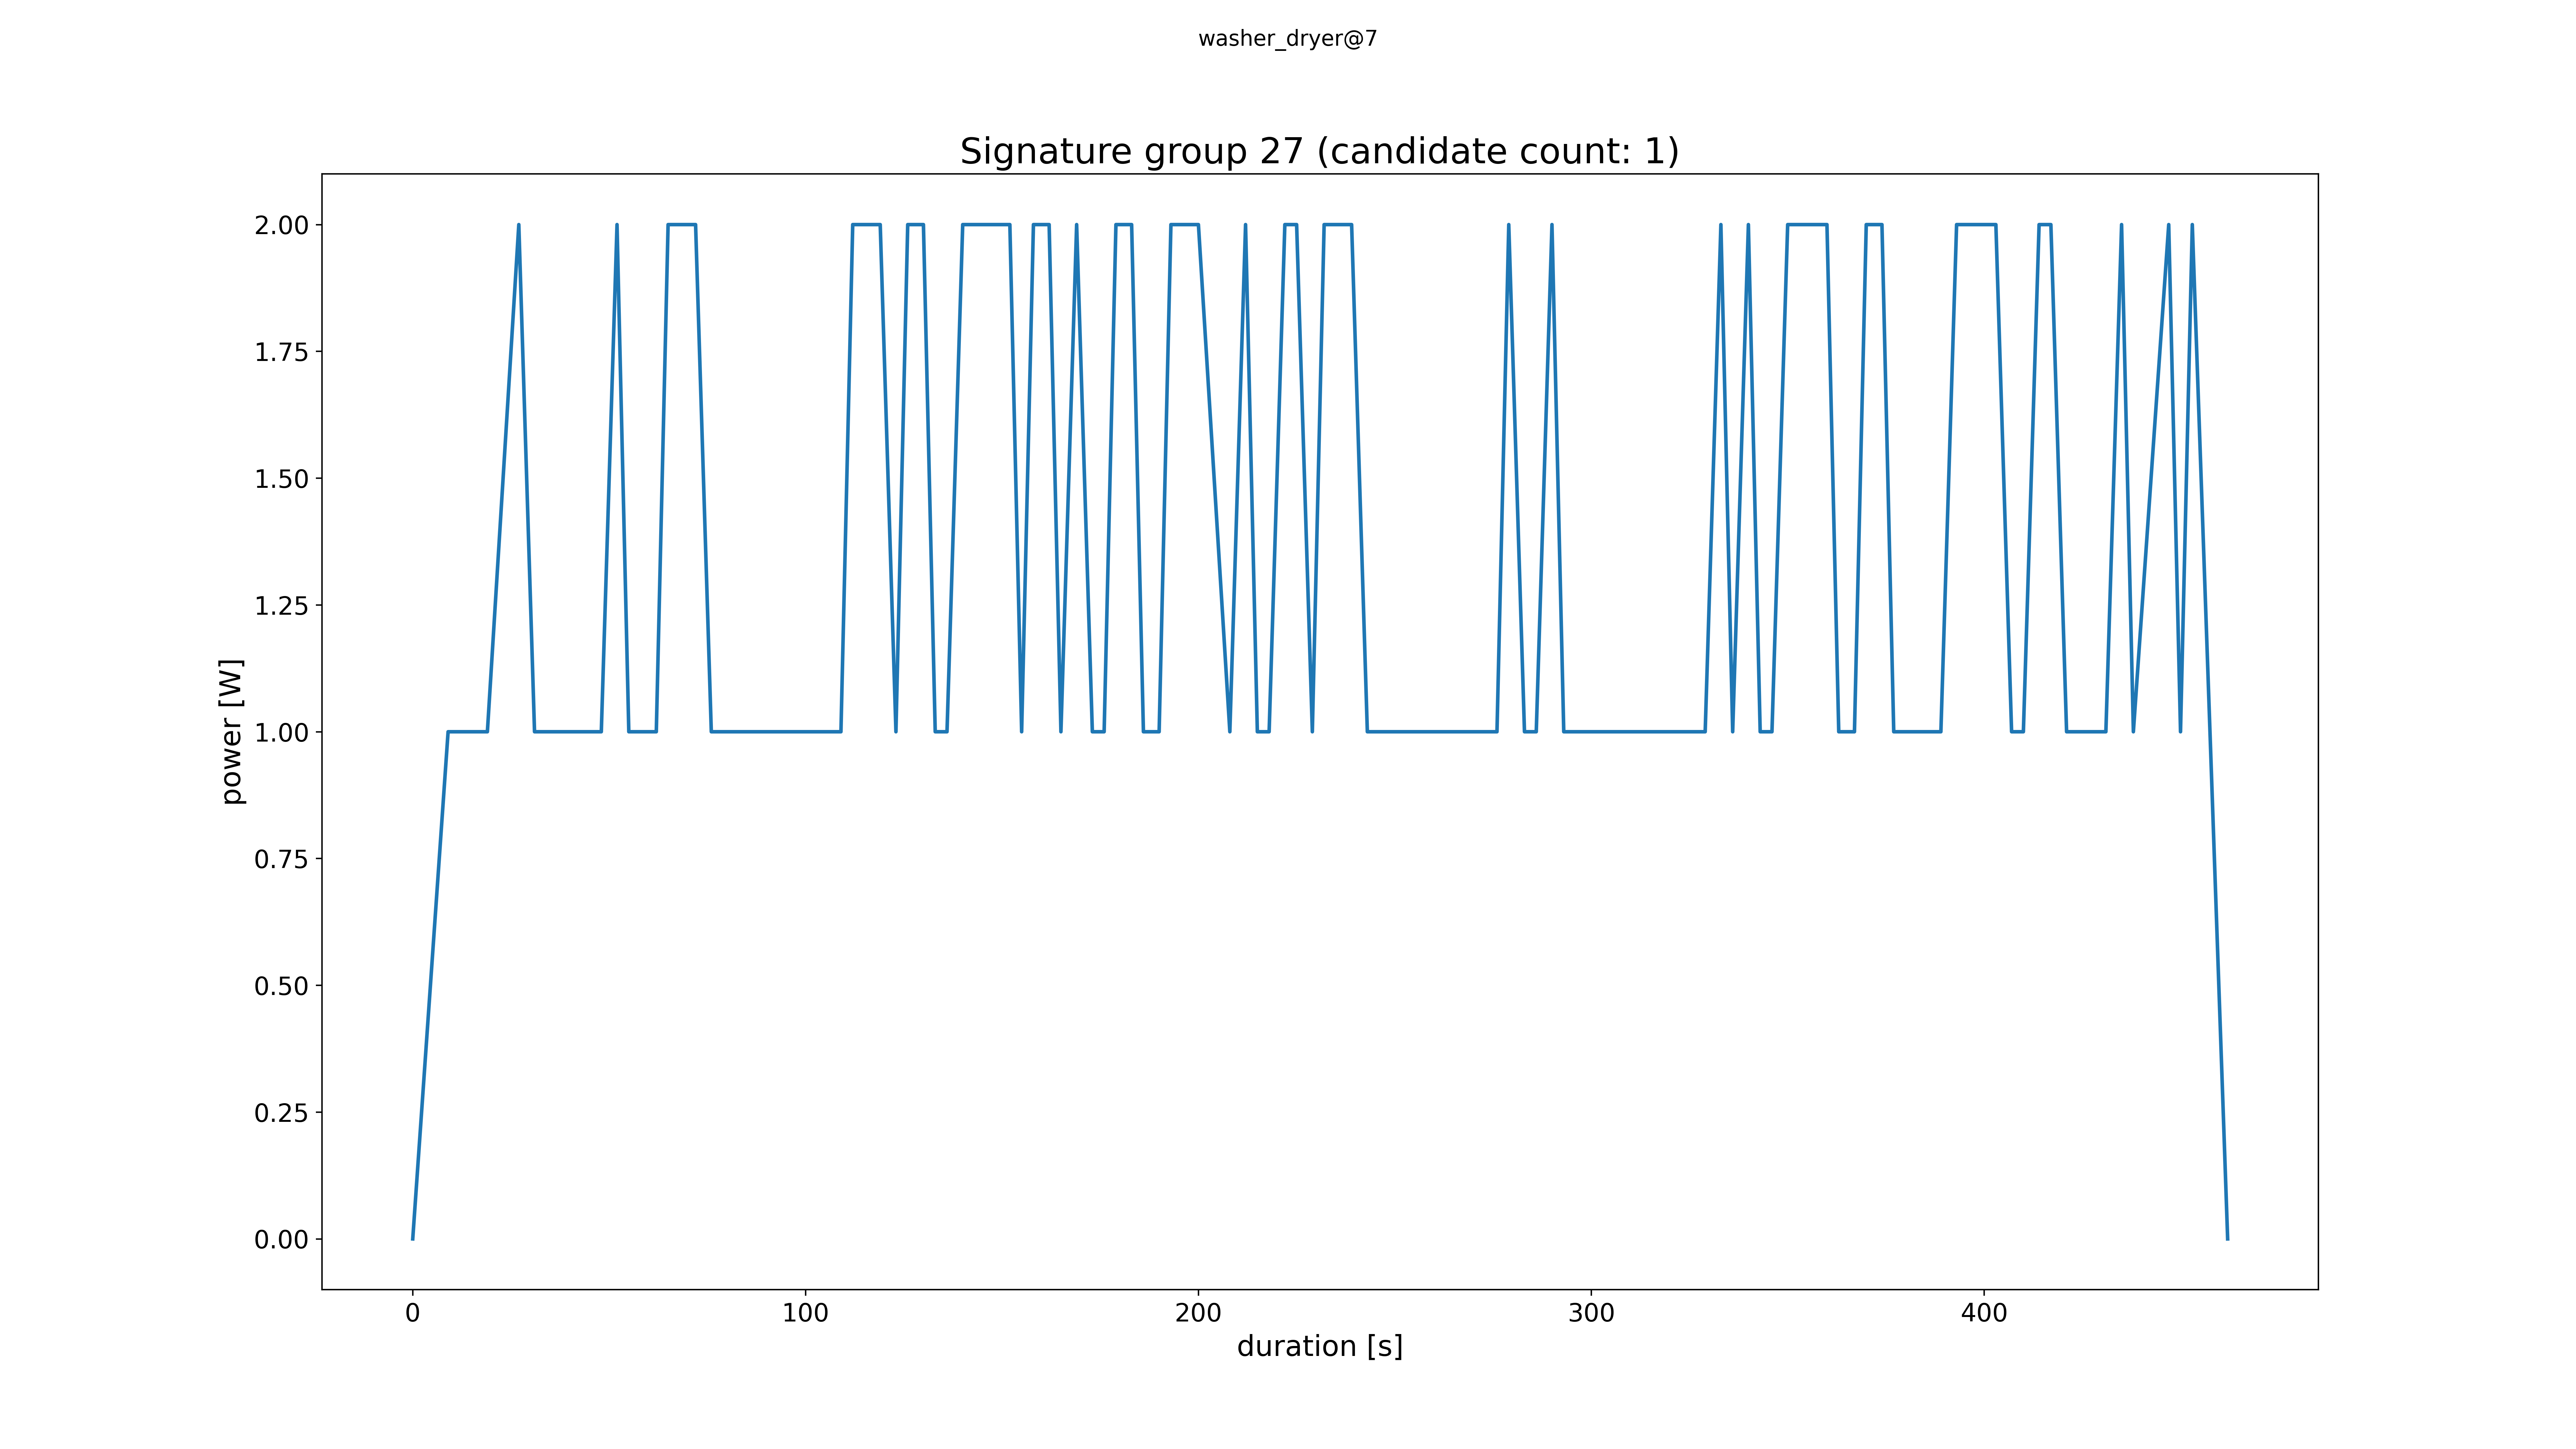 washer_dryer@7
Signature group 27 (candidate count: 1)
2.00
1.75
1.50
1.25
1.00
0.75
0.50
0.25
0.00
power [W]
0 100 200 300 400
duration [s]